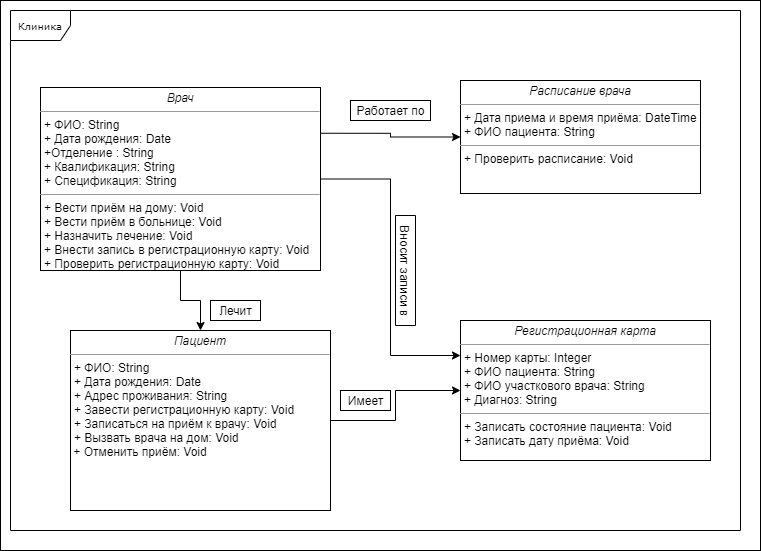 Клиника
Врач
+ ФИО: String
+ Дата рождения: Date
+Отделение : String
+ Квалификация: String
+ Спецификация: String
+ Вести приём на дому: Void
+ Вести приём в больнице: Void
+ Назначить лечение: Void
+ Внести запись в регистрационную карту: Void
+ Проверить регистрационную карту: Void
Работает по
Расписание врача
+ Дата приема и время приёма: DateTime
+ ФИО пациента: String
+ Проверить расписание: Void
Вносит записи в
Лечит
Пациент
+ ФИО: String
+ Дата рождения: Date
+ Адрес проживания: String
+ Завести регистрационную карту: Void
+ Записаться на приём к врачу: Void
+ Вызвать врача на дом: Void
+ Отменить приём: Void
Имеет
Регистрационная карта
+ Номер карты: Integer
+ ФИО пациента: String
+ ФИО участкового врача: String
+ Диагноз: String
+ Записать состояние пациента: Void
+ Записать дату приёма: Void